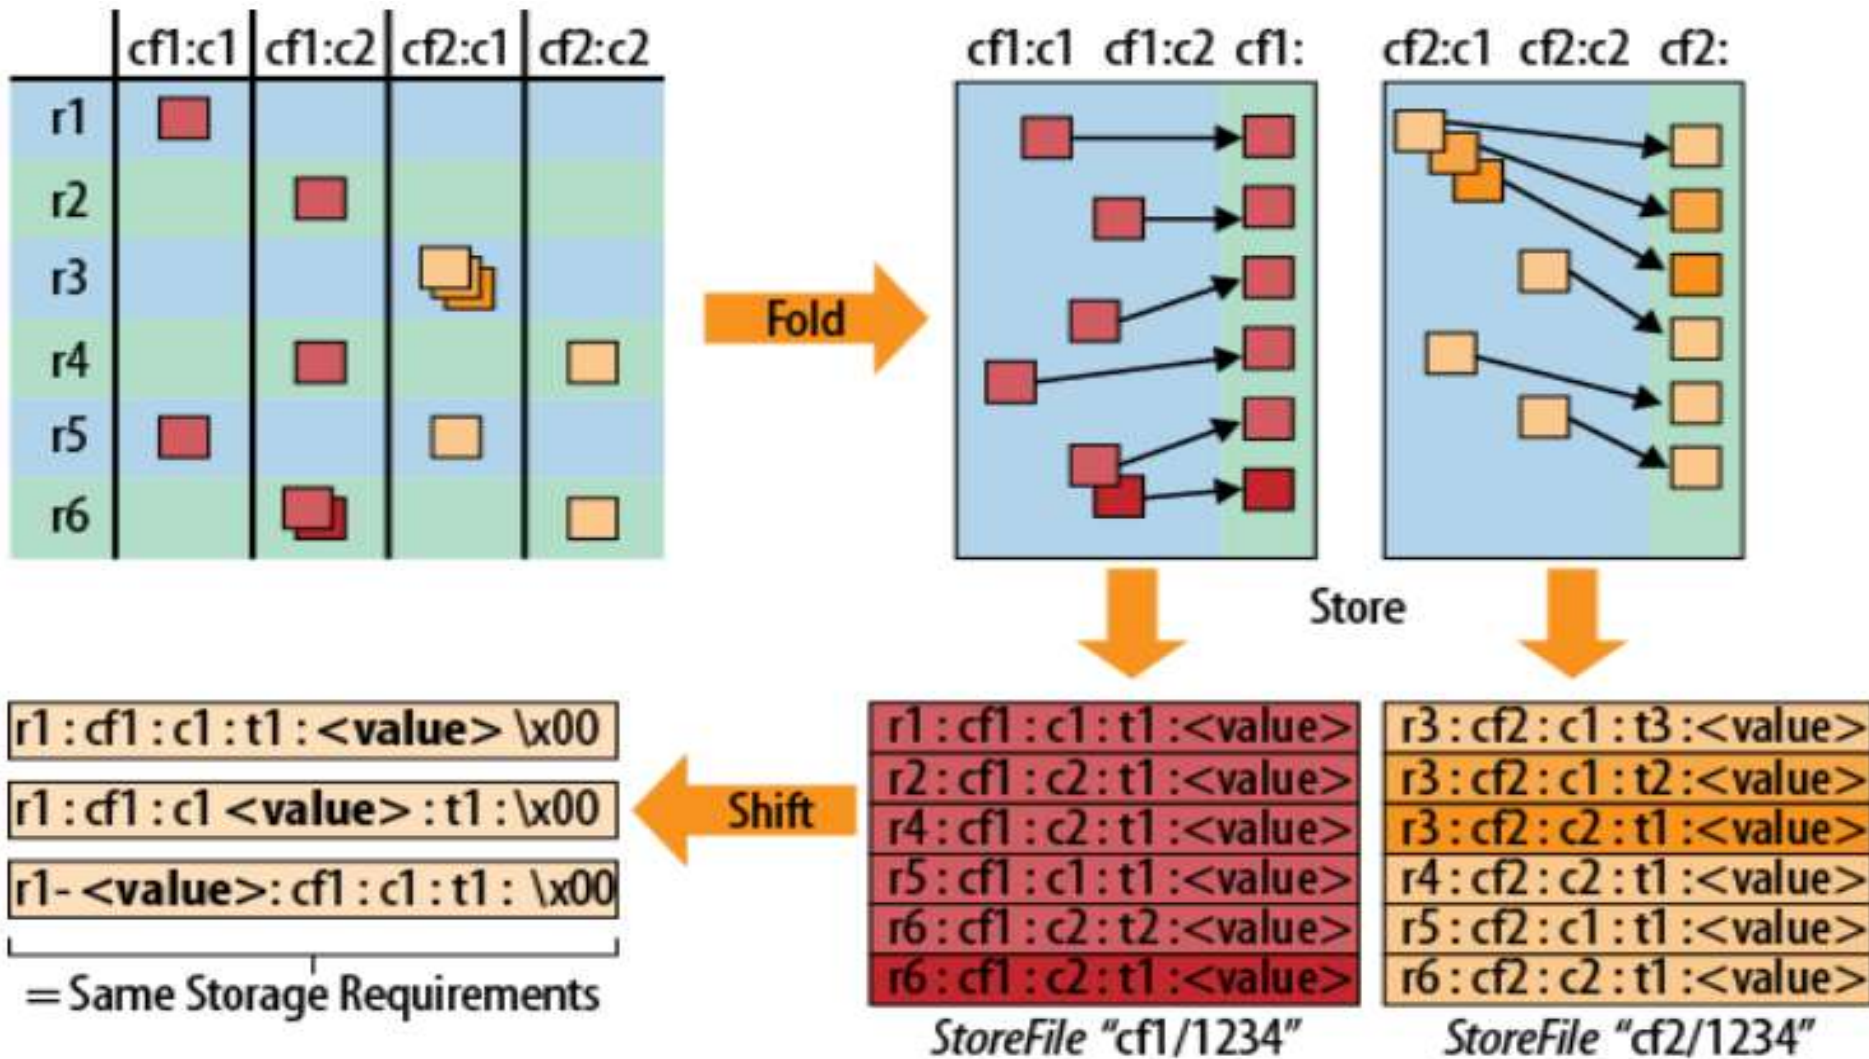 cf1:c1 cf1:c2 cf2:c1 cf2:c2
r1
r2
r3
r4
r5
r6
Fold
cf1:c1 cf1:c2 cf1:
cf2:c1 cf2:c2 cf2:
Store
r1 : cf1 : c1 : t1 :<value>
r2 : cf1 : c2 : t1 :<value>
r4 : cf1 : c2 : t1 :<value>
r5 : cf1 : c1 : t1 :<value>
r6 : cf1 : c2 : t2 :<value>
r6 : cf1 : c2 : t1 :<value>
StoreFile “cf1/1234”
r3 : cf2 : c1 : t3 :<value>
r3 : cf2 : c1 : t2 :<value>
r3 : cf2 : c2 : t1 :<value>
r4 : cf2 : c2 : t1 :<value>
r5 : cf2 : c1 : t1 :<value>
r6 : cf2 : c2 : t1 :<value>
StoreFile “cf2/1234”
Shift
r1 : cf1 : c1 : t1 : <value> \x00
r1 : cf1 : c1 <value> : t1 : \x00
r1- <value>: cf1 : c1 : t1 : \x00
= Same Storage Requirements